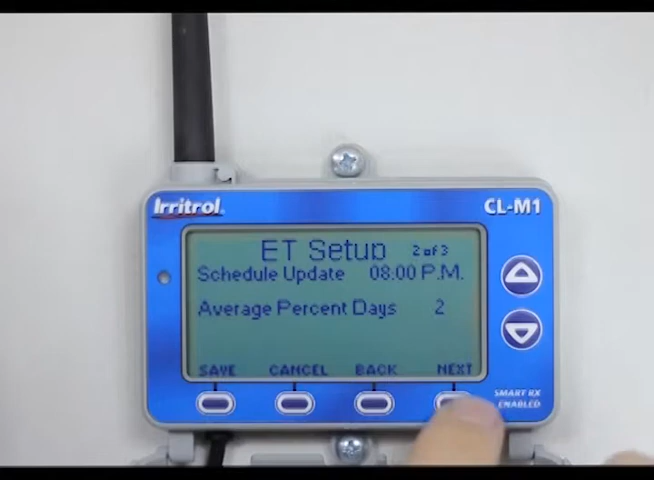 Irritrol
CL-M1
ET Setup 2 of 3
Schedule Update 08:00 P.M.
Average Percent Days 2
SAVE CANCEL BACK NEXT
SMART RX
ENABLED